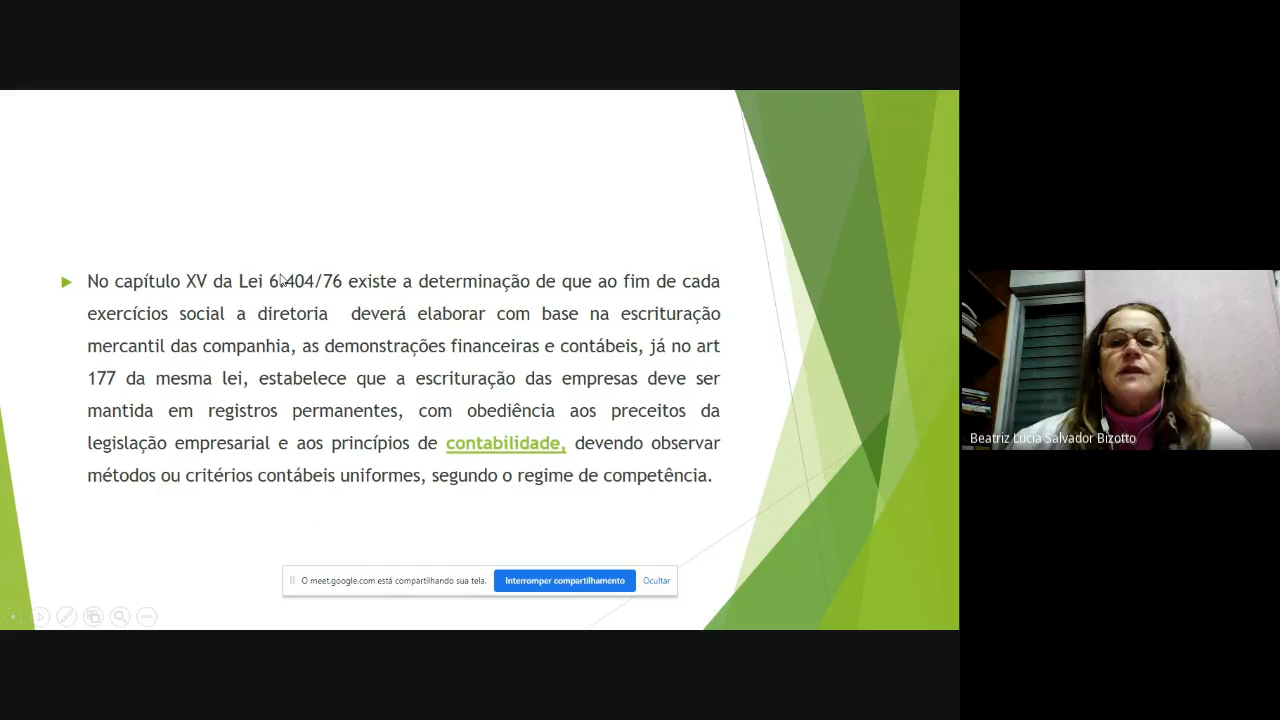 No capítulo XV da Lei 6.404/76 existe a determinação de que ao fim de cada
exercícios social a diretoria deverá elaborar com base na escrituração
mercantil das companhia, as demonstrações financeiras e contábeis, já no art
177 da mesma lei, estabelece que a escrituração das empresas deve ser
mantida em registros permanentes, com obediência aos preceitos da
legislação empresarial e aos princípios de contabilidade, devendo observar
métodos ou critérios contábeis uniformes, segundo o regime de competência.
Beatriz Lucia Salvador Bizotto
O meet.google.com está compartilhando sua tela. Interromper compartilhamento Ocultar